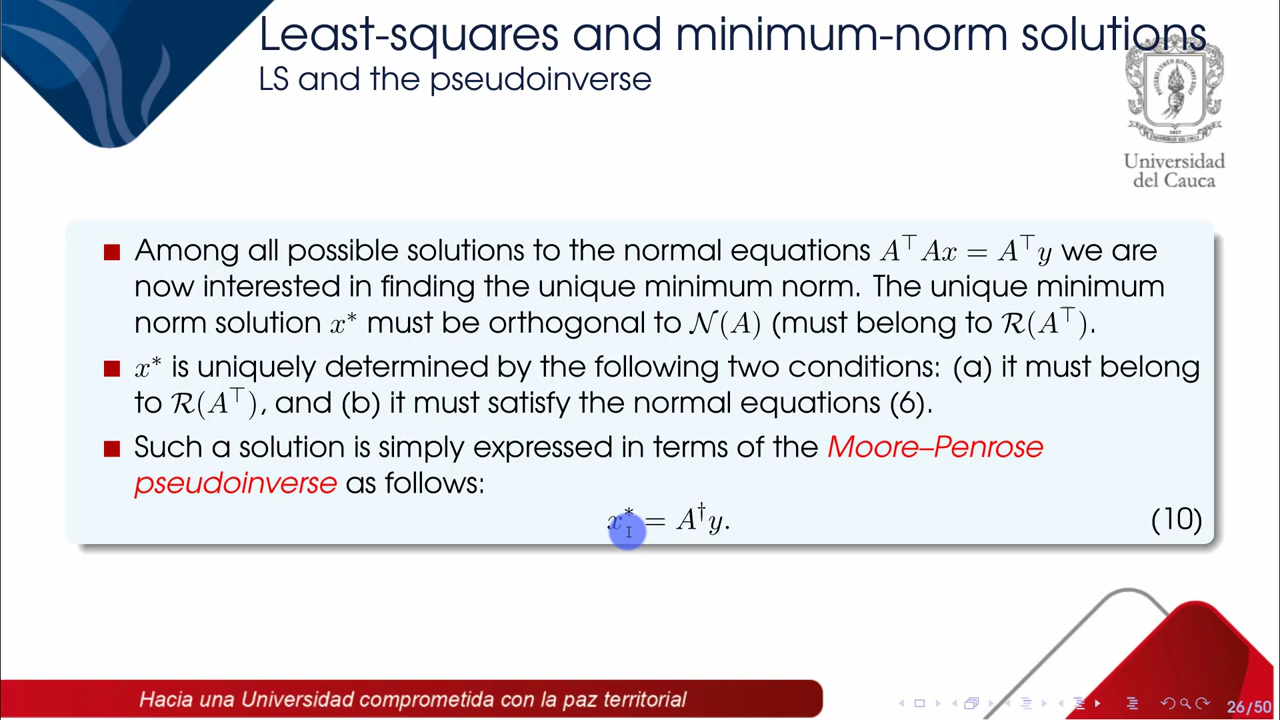 Least-squares and minimum-norm solutions
LS and the pseudoinverse
Universidad
del Cauca
Among all possible solutions to the normal equations A⊤Ax = A⊤y we are
now interested in finding the unique minimum norm. The unique minimum
norm solution x* must be orthogonal to 𝒩(A) (must belong to ℛ(A⊤).
x* is uniquely determined by the following two conditions: (a) it must belong
to ℛ(A⊤), and (b) it must satisfy the normal equations (6).
Such a solution is simply expressed in terms of the Moore–Penrose
pseudoinverse as follows:
x* = A†y. (10)
Hacia una Universidad comprometida con la paz territorial
26/50